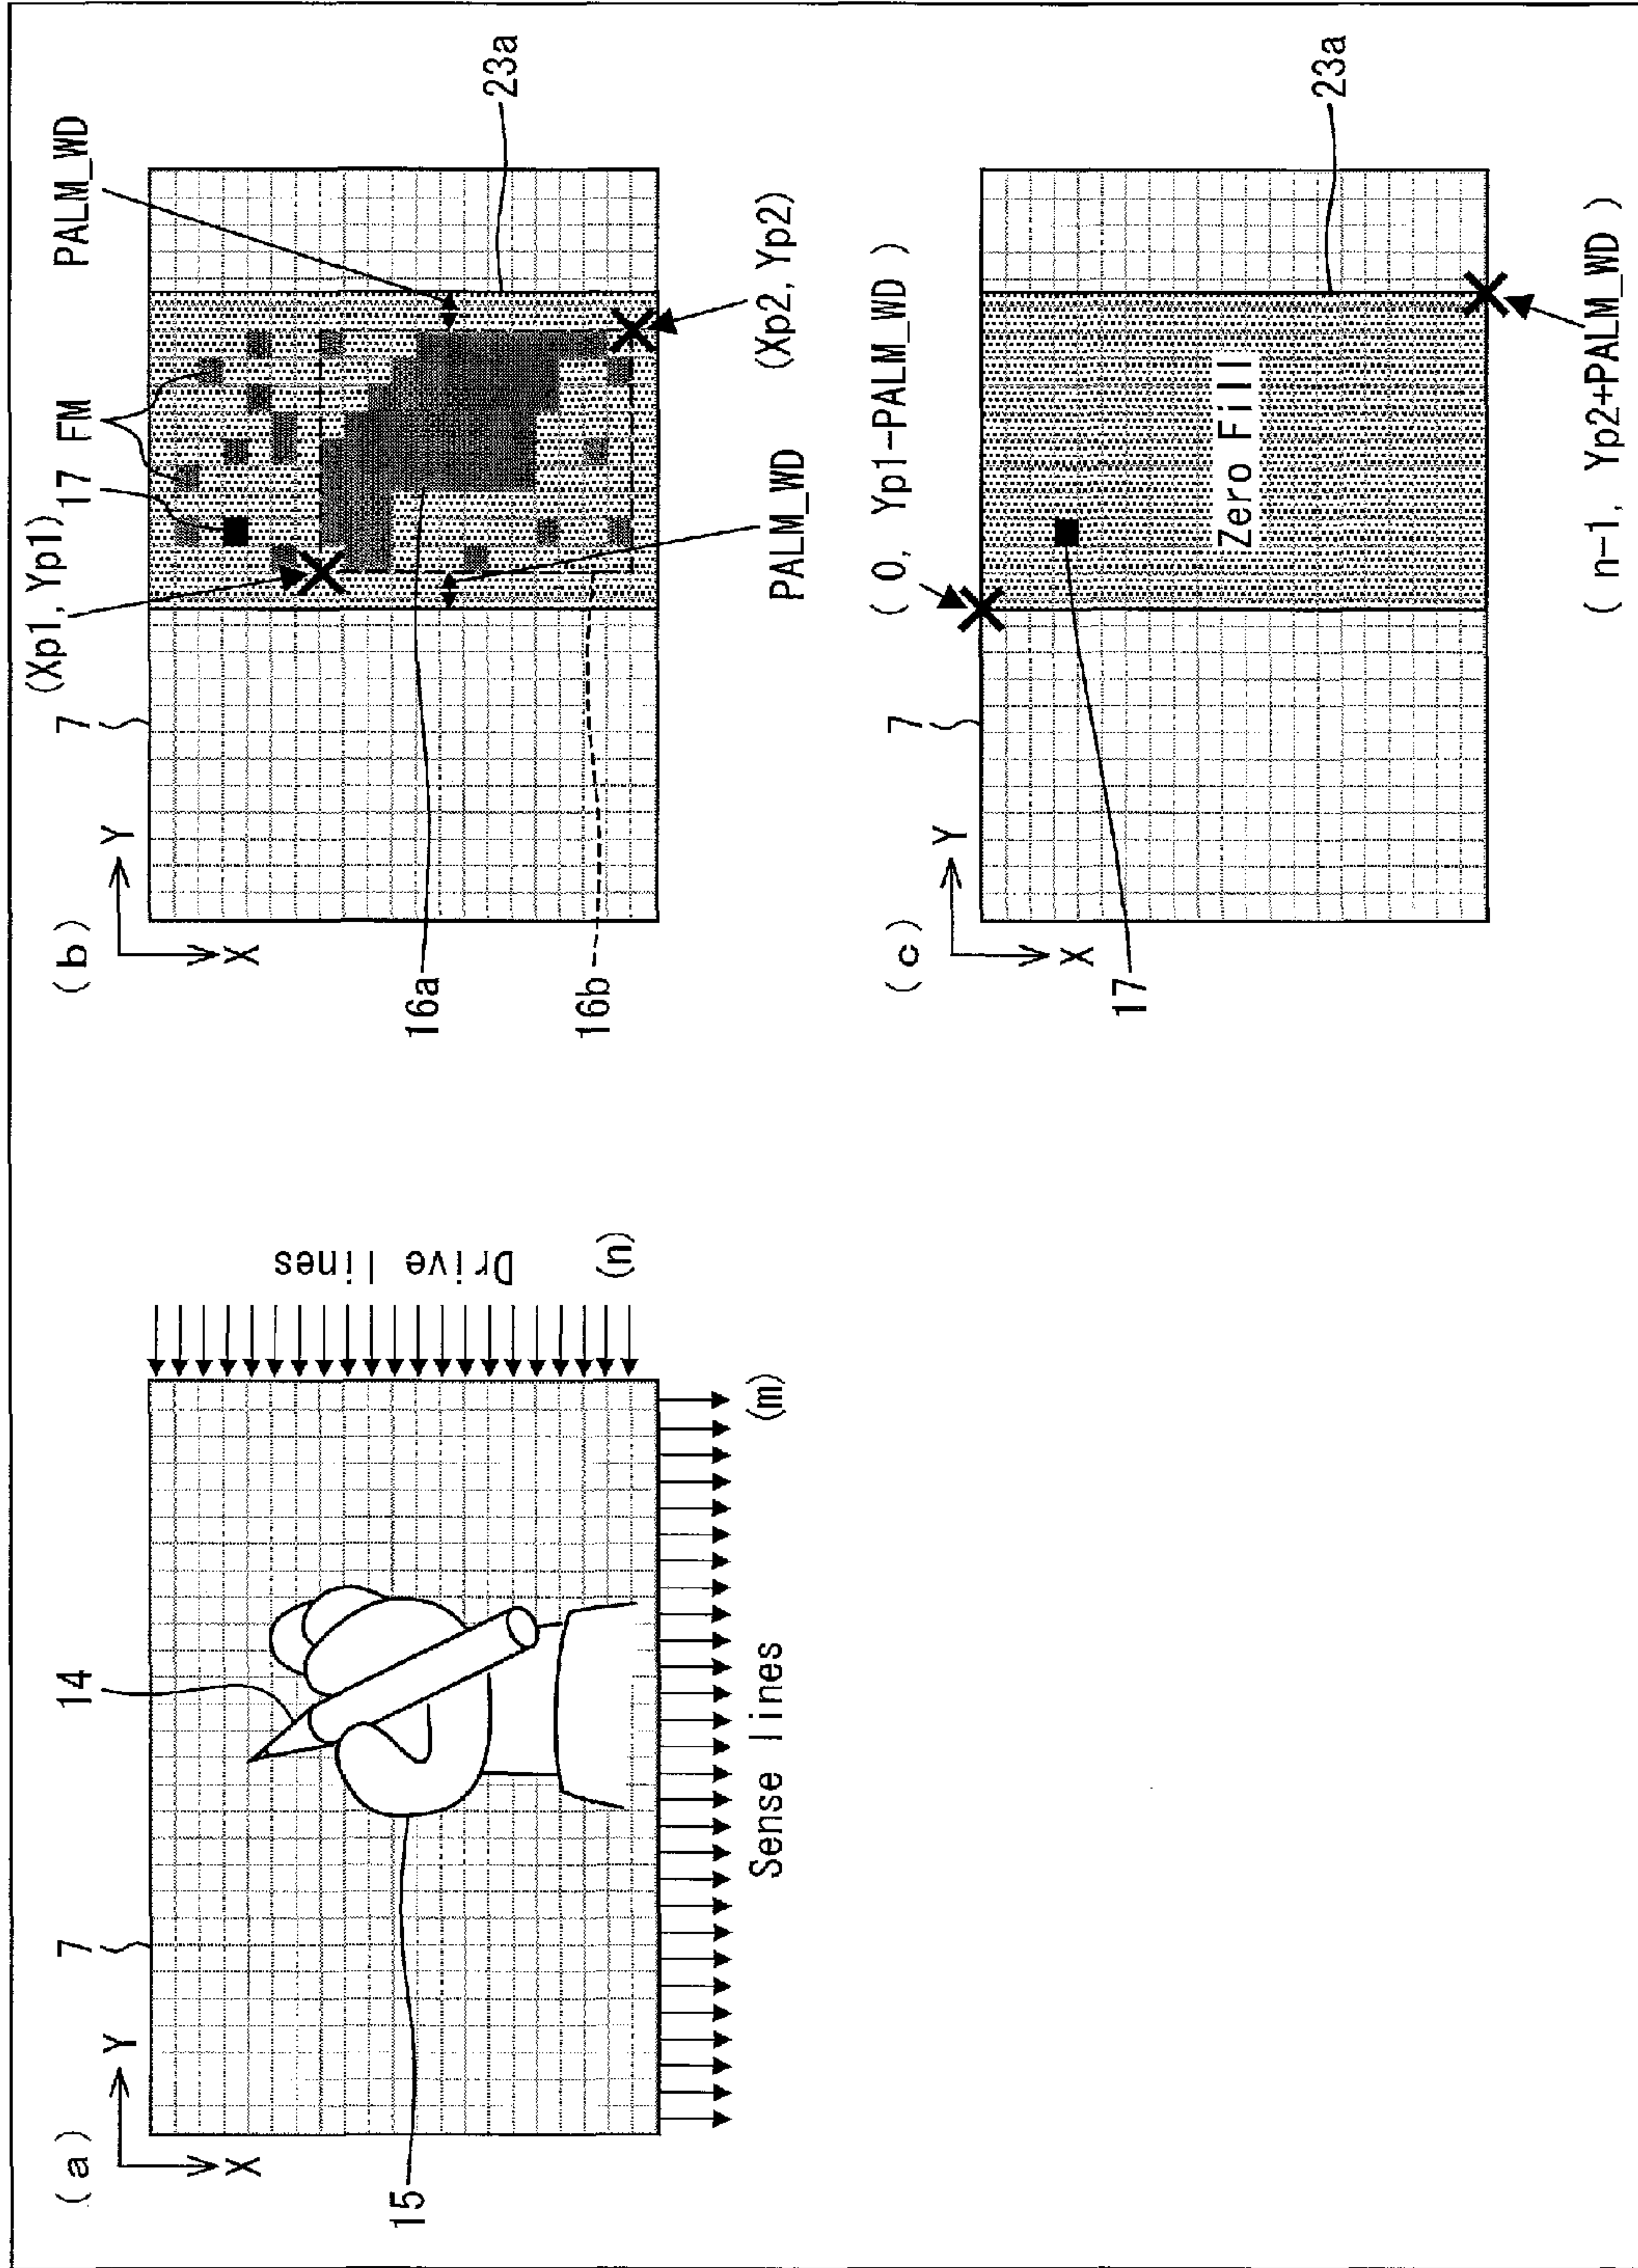 (a)
Y
X
7
14
15
Drive lines
(n)
(m)
Sense lines
(b)
Y
X
7
(Xp1, Yp1)
17
FM
PALM_WD
23a
16a
16b
PALM_WD
(Xp2, Yp2)
(c)
Y
X
7
( 0, Yp1-PALM_WD )
17
Zero Fill
23a
( n-1, Yp2+PALM_WD )